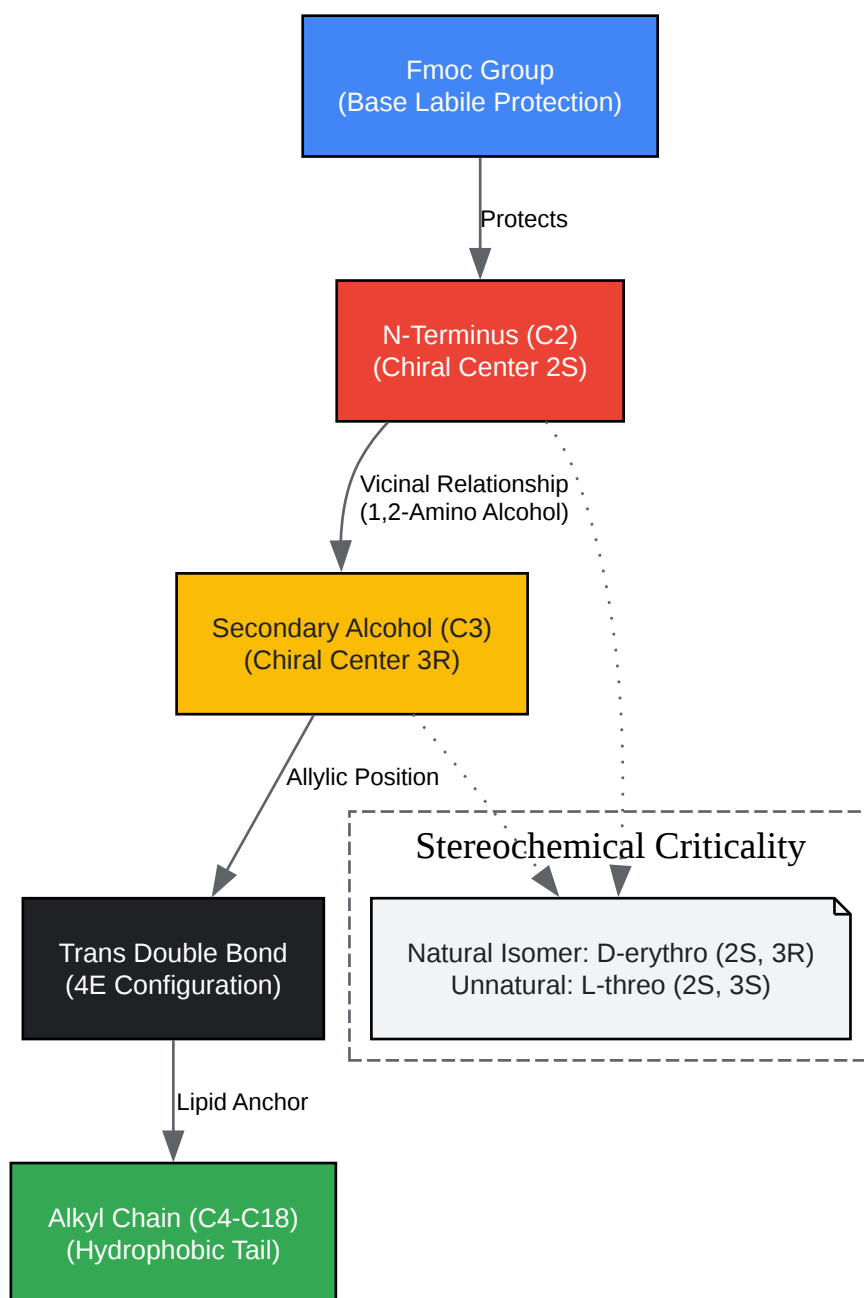 Fmoc Group
(Base Labile Protection)
Protects
N-Terminus (C2)
(Chiral Center 2S)
Vicinal Relationship
(1,2-Amino Alcohol)
Secondary Alcohol (C3)
(Chiral Center 3R)
Allylic Position
Stereochemical Criticality
Trans Double Bond
(4E Configuration)
Natural Isomer: D-erythro (2S, 3R)
Unnatural: L-threo (2S, 3S)
Lipid Anchor
Alkyl Chain (C4-C18)
(Hydrophobic Tail)